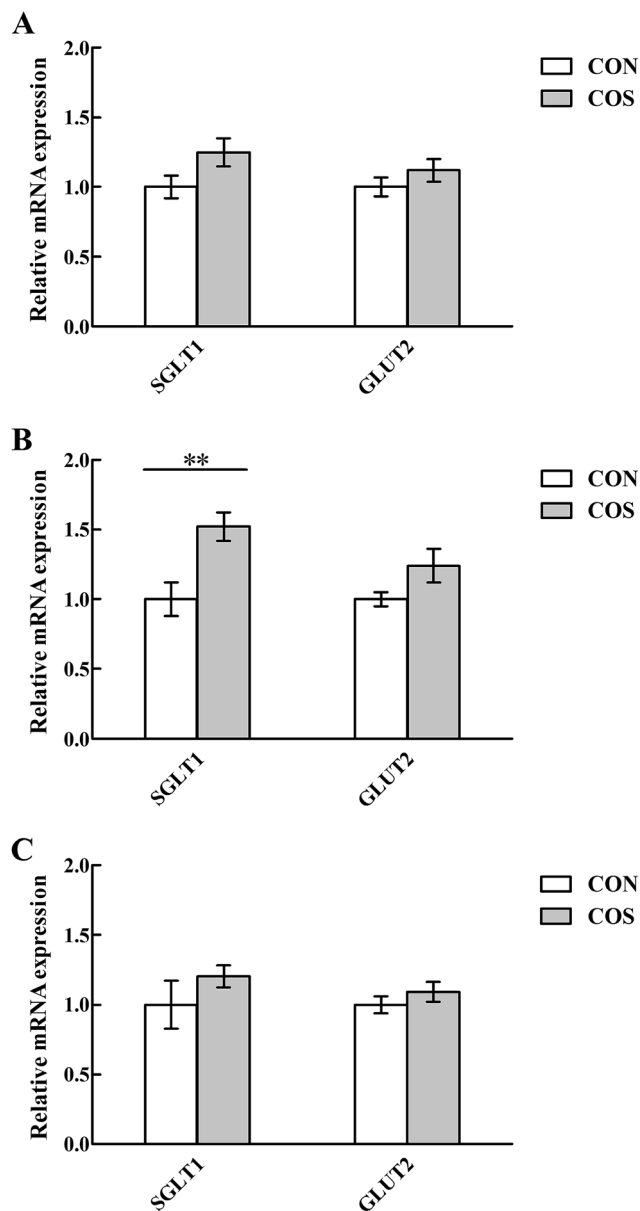 A
Relative mRNA expression
2.0
1.5
1.0
0.5
0.0
SGLT1
GLUT2
CON
COS
B
**
Relative mRNA expression
2.0
1.5
1.0
0.5
0.0
SGLT1
GLUT2
CON
COS
C
Relative mRNA expression
2.0
1.5
1.0
0.5
0.0
SGLT1
GLUT2
CON
COS